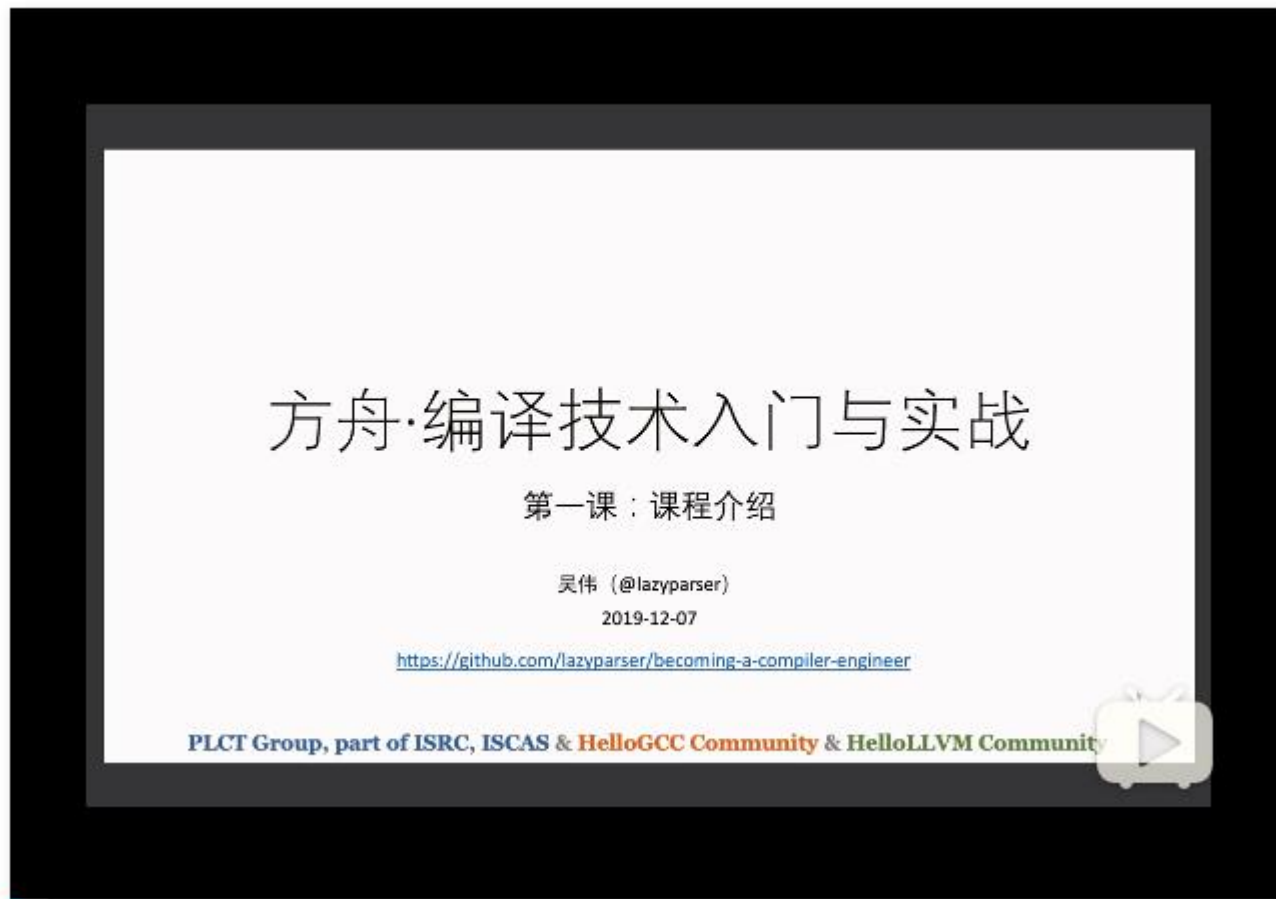 方舟·编译技术入门与实战
第一课：课程介绍
吴伟（@lazyparser）
2019-12-07
https://github.com/lazyparser/becoming-a-compiler-engineer
PLCT Group, part of ISRC, ISCAS & HelloGCC Community & HelloLLVM Community